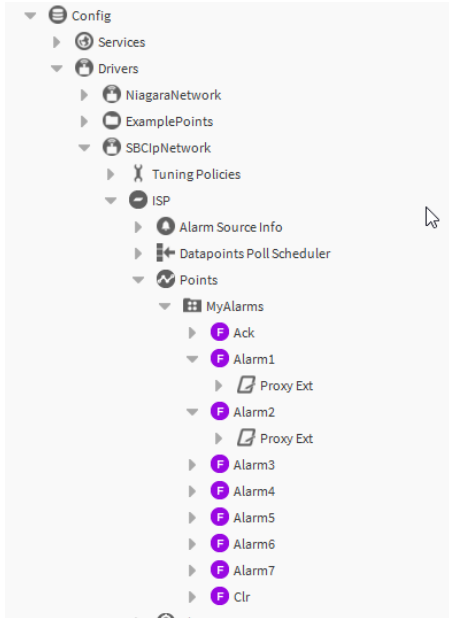 Config
Services
Drivers
NiagaraNetwork
ExamplePoints
SBCIpNetwork
Tuning Policies
ISP
Alarm Source Info
Datapoints Poll Scheduler
Points
MyAlarms
F Ack
F Alarm1
Proxy Ext
F Alarm2
Proxy Ext
F Alarm3
F Alarm4
F Alarm5
F Alarm6
F Alarm7
F Clr